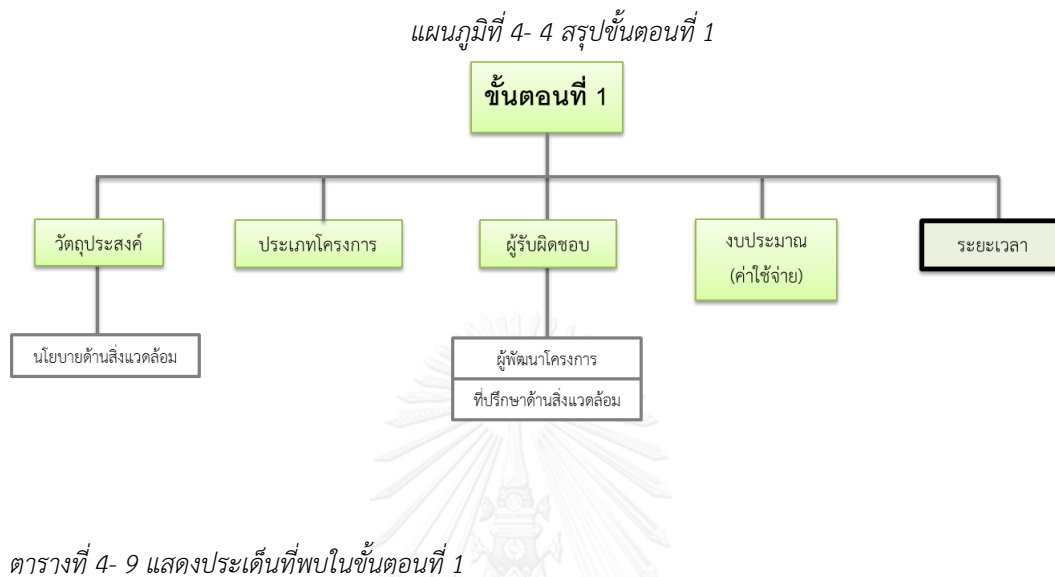 แผนภูมิที่ 4- 4 สรุปขั้นตอนที่ 1
ขั้นตอนที่ 1
วัตถุประสงค์
ประเภทโครงการ
ผู้รับผิดชอบ
งบประมาณ
(ค่าใช้จ่าย)
ระยะเวลา
นโยบายด้านสิ่งแวดล้อม
ผู้พัฒนาโครงการ
ที่ปรึกษาด้านสิ่งแวดล้อม
ตารางที่ 4- 9 แสดงประเด็นที่พบในขั้นตอนที่ 1